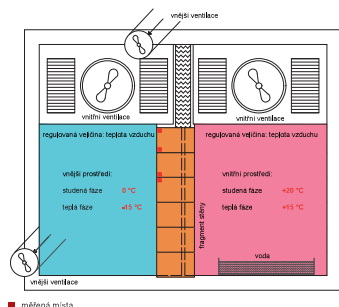 vnější ventilace
vnitřní ventilace
vnitřní ventilace
regulovaná veličina: teplota vzduchu
regulovaná veličina: teplota vzduchu
vnější prostředí:
studená fáze 0 °C
teplá fáze -15 °C
fragment stěny
vnitřní prostředí:
studená fáze +20 °C
teplá fáze +15 °C
voda
vnější ventilace
měřená místa